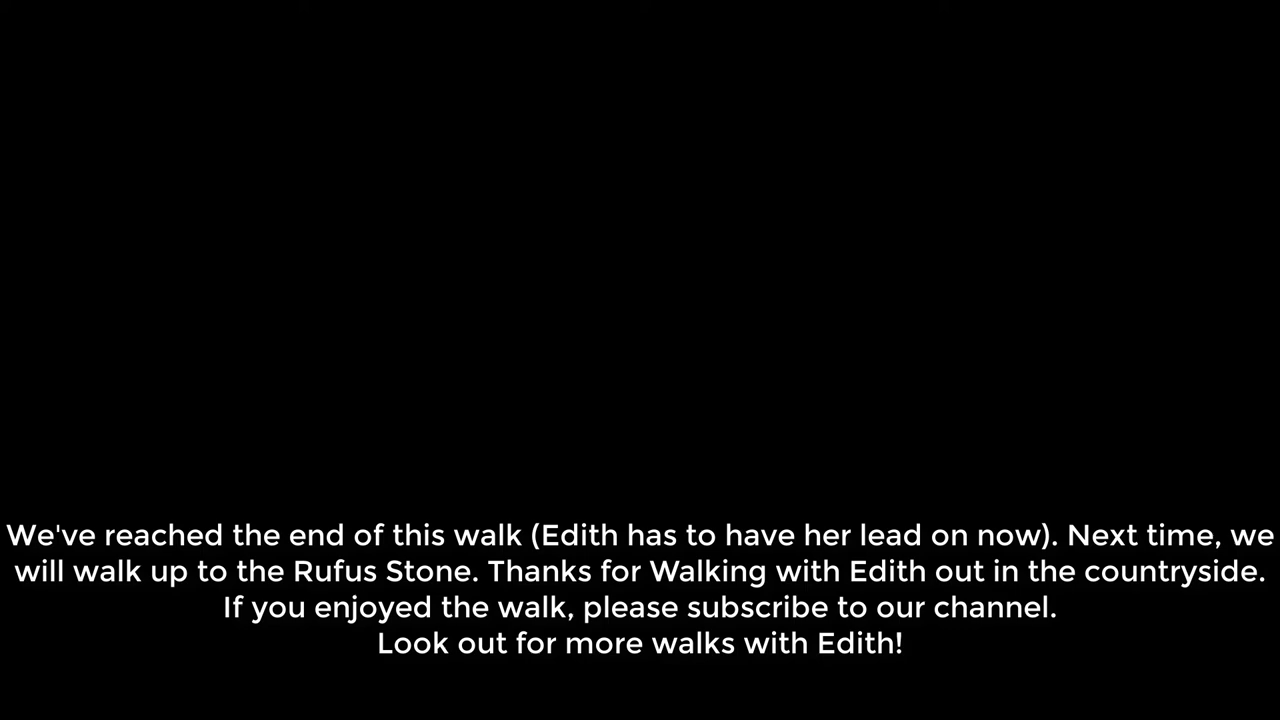 We've reached the end of this walk (Edith has to have her lead on now). Next time, we
will walk up to the Rufus Stone. Thanks for Walking with Edith out in the countryside.
If you enjoyed the walk, please subscribe to our channel.
Look out for more walks with Edith!